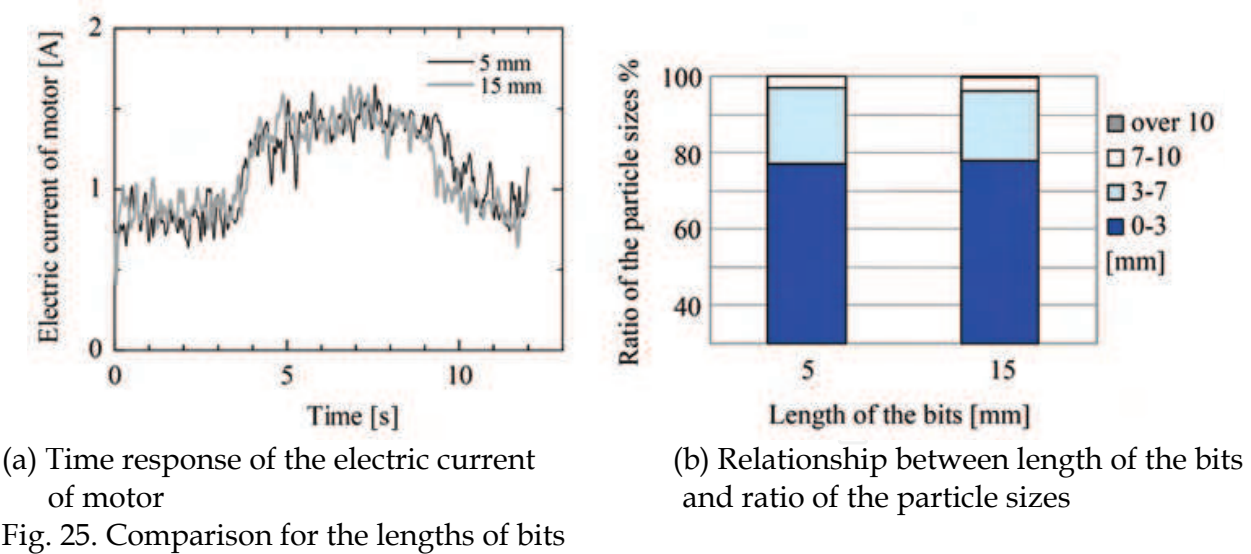 Electric current of motor [A]
2
1
0
5 mm
15 mm
0
5
10
Time [s]
Ratio of the particle sizes %
100
80
60
40
over 10
7-10
3-7
0-3
[mm]
5
15
Length of the bits [mm]
(a) Time response of the electric current
of motor
(b) Relationship between length of the bits
and ratio of the particle sizes
Fig. 25. Comparison for the lengths of bits